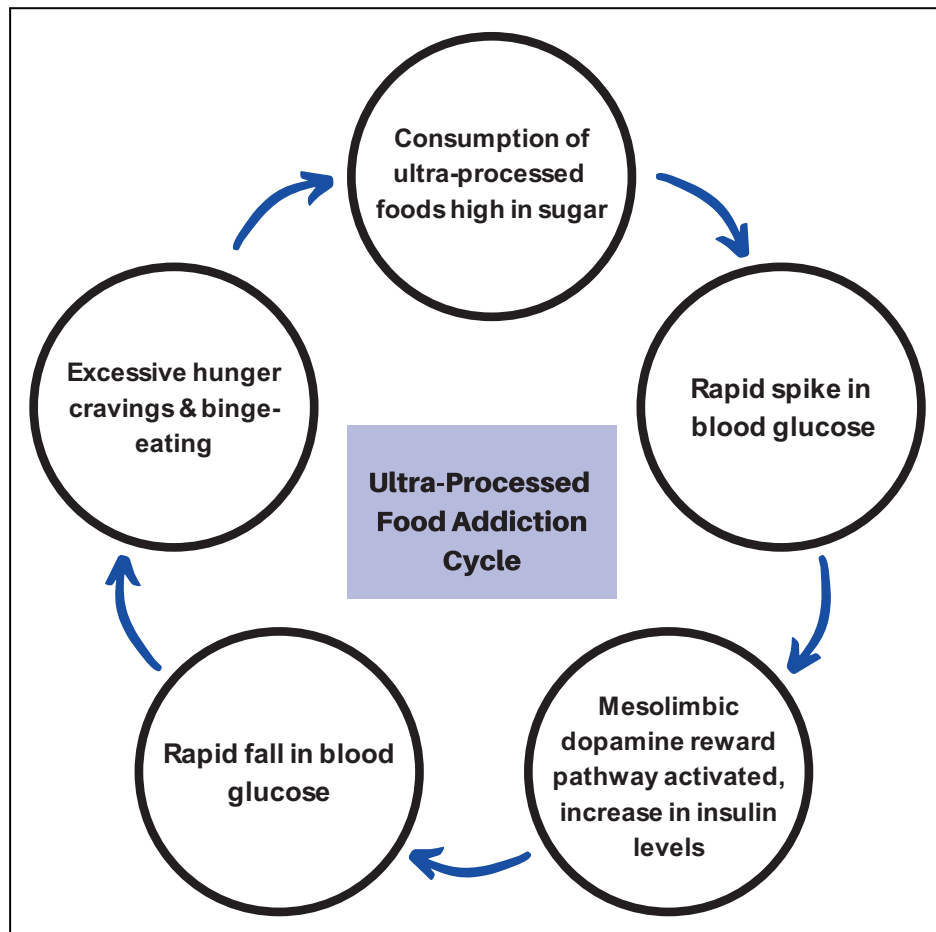 Consumption of
ultra-processed
foods high in sugar
Rapid spike in
blood glucose
Mesolimbic
dopamine reward
pathway activated,
increase in insulin
levels
Rapid fall in blood
glucose
Excessive hunger
cravings & binge-
eating
Ultra-Processed
Food Addiction
Cycle